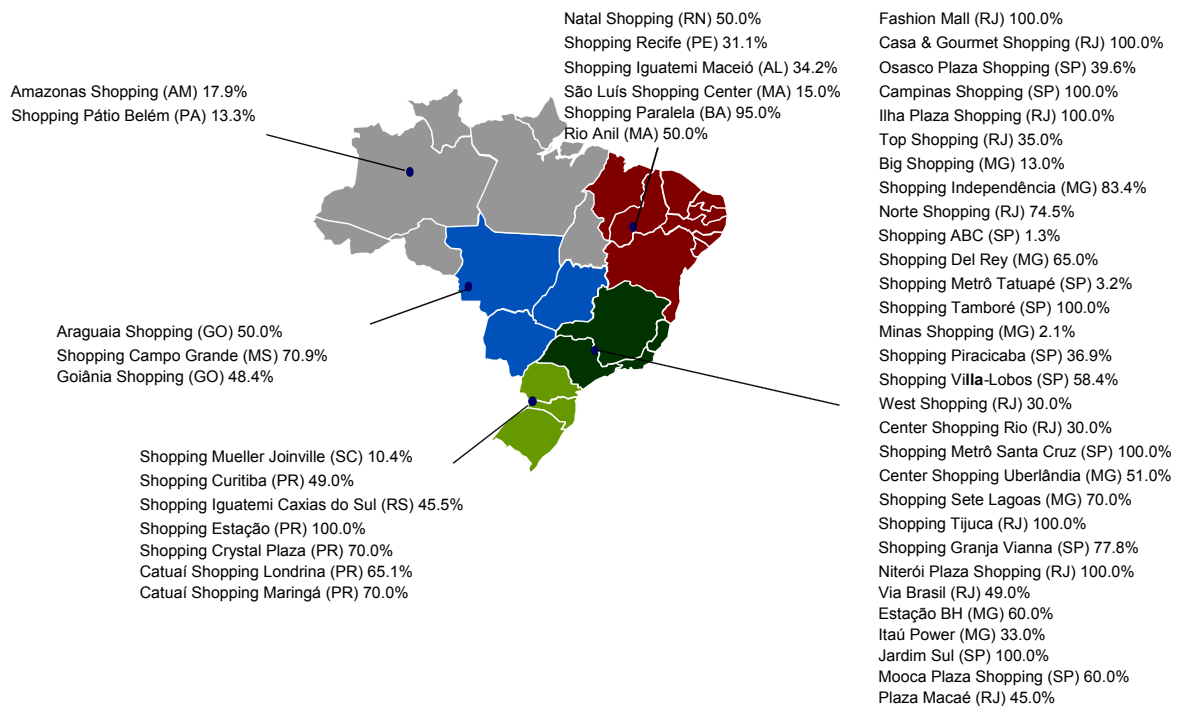 Amazonas Shopping (AM) 17.9%
Shopping Pátio Belém (PA) 13.3%
Natal Shopping (RN) 50.0%
Shopping Recife (PE) 31.1%
Shopping Iguatemi Maceió (AL) 34.2%
São Luís Shopping Center (MA) 15.0%
Shopping Paralela (BA) 95.0%
Rio Anil (MA) 50.0%
Araguaia Shopping (GO) 50.0%
Shopping Campo Grande (MS) 70.9%
Goiânia Shopping (GO) 48.4%
Shopping Mueller Joinville (SC) 10.4%
Shopping Curitiba (PR) 49.0%
Shopping Iguatemi Caxias do Sul (RS) 45.5%
Shopping Estação (PR) 100.0%
Shopping Crystal Plaza (PR) 70.0%
Catuaí Shopping Londrina (PR) 65.1%
Catuaí Shopping Maringá (PR) 70.0%
Fashion Mall (RJ) 100.0%
Casa & Gourmet Shopping (RJ) 100.0%
Osasco Plaza Shopping (SP) 39.6%
Campinas Shopping (SP) 100.0%
Ilha Plaza Shopping (RJ) 100.0%
Top Shopping (RJ) 35.0%
Big Shopping (MG) 13.0%
Shopping Independência (MG) 83.4%
Norte Shopping (RJ) 74.5%
Shopping ABC (SP) 1.3%
Shopping Del Rey (MG) 65.0%
Shopping Metrô Tatuapé (SP) 3.2%
Shopping Tamboré (SP) 100.0%
Minas Shopping (MG) 2.1%
Shopping Piracicaba (SP) 36.9%
Shopping Villa-Lobos (SP) 58.4%
West Shopping (RJ) 30.0%
Center Shopping Rio (RJ) 30.0%
Shopping Metrô Santa Cruz (SP) 100.0%
Center Shopping Uberlândia (MG) 51.0%
Shopping Sete Lagoas (MG) 70.0%
Shopping Tijuca (RJ) 100.0%
Shopping Granja Vianna (SP) 77.8%
Niterói Plaza Shopping (RJ) 100.0%
Via Brasil (RJ) 49.0%
Estação BH (MG) 60.0%
Itaú Power (MG) 33.0%
Jardim Sul (SP) 100.0%
Mooca Plaza Shopping (SP) 60.0%
Plaza Macaé (RJ) 45.0%